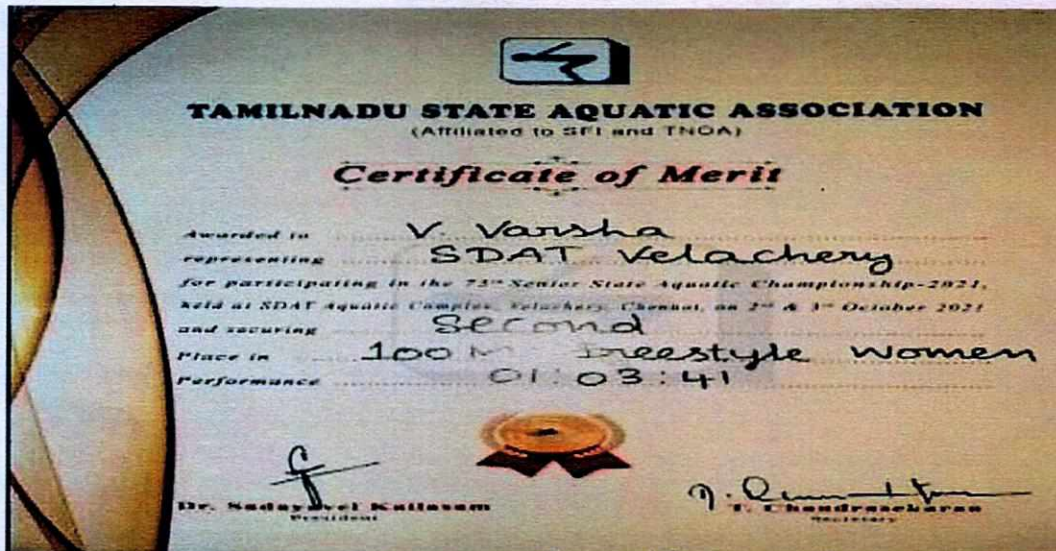 TAMILNADU STATE AQUATIC ASSOCIATION
(Affiliated to SFI and TNOA)
Certificate of Merit
Awarded to V. Varsha
representing SDAT Velachery
for participating in the 75th Senior State Aquatic Championship-2021,
held at SDAT Aquatic Complex, Velachery, Chennai, on 2nd & 3rd October 2021
and securing Second
Place in 100M Freestyle Women
Performance 01:03:41
Dr. Sadayavel Kailasam
President
T. Chandrasekaran
Secretary